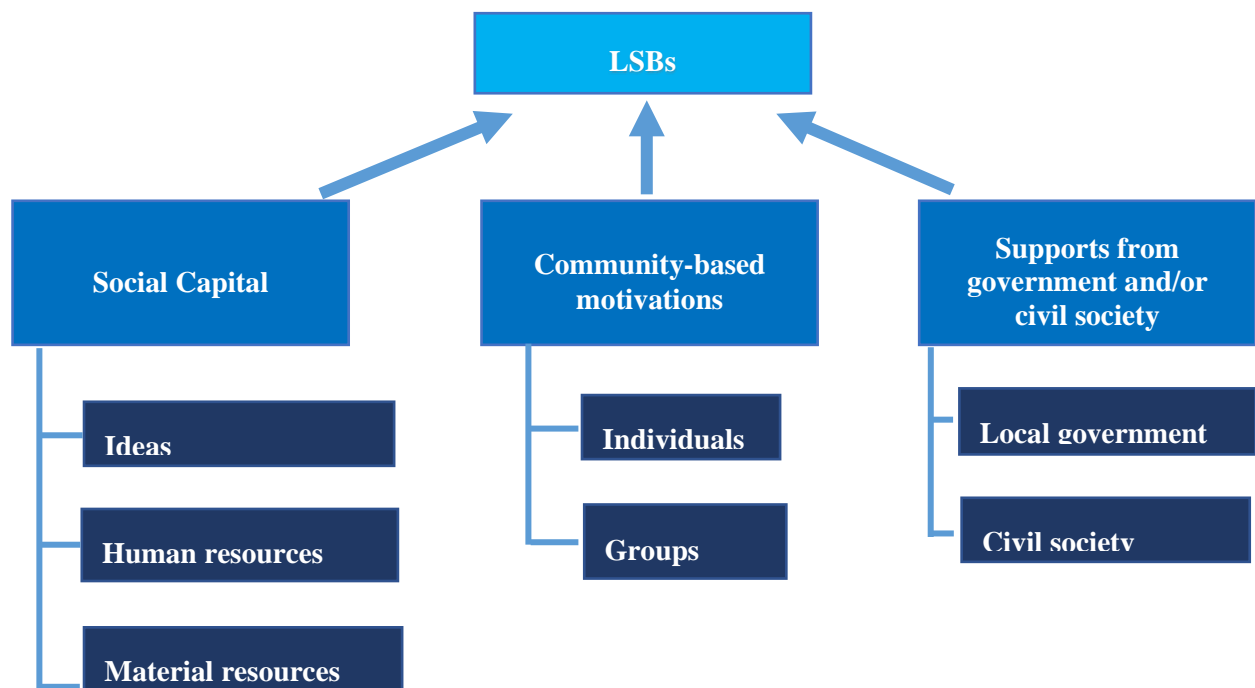 LSBs
Social Capital
Community-based
motivations
Supports from
government and/or
civil society
Ideas
Human resources
Material resources
Individuals
Groups
Local government
Civil society